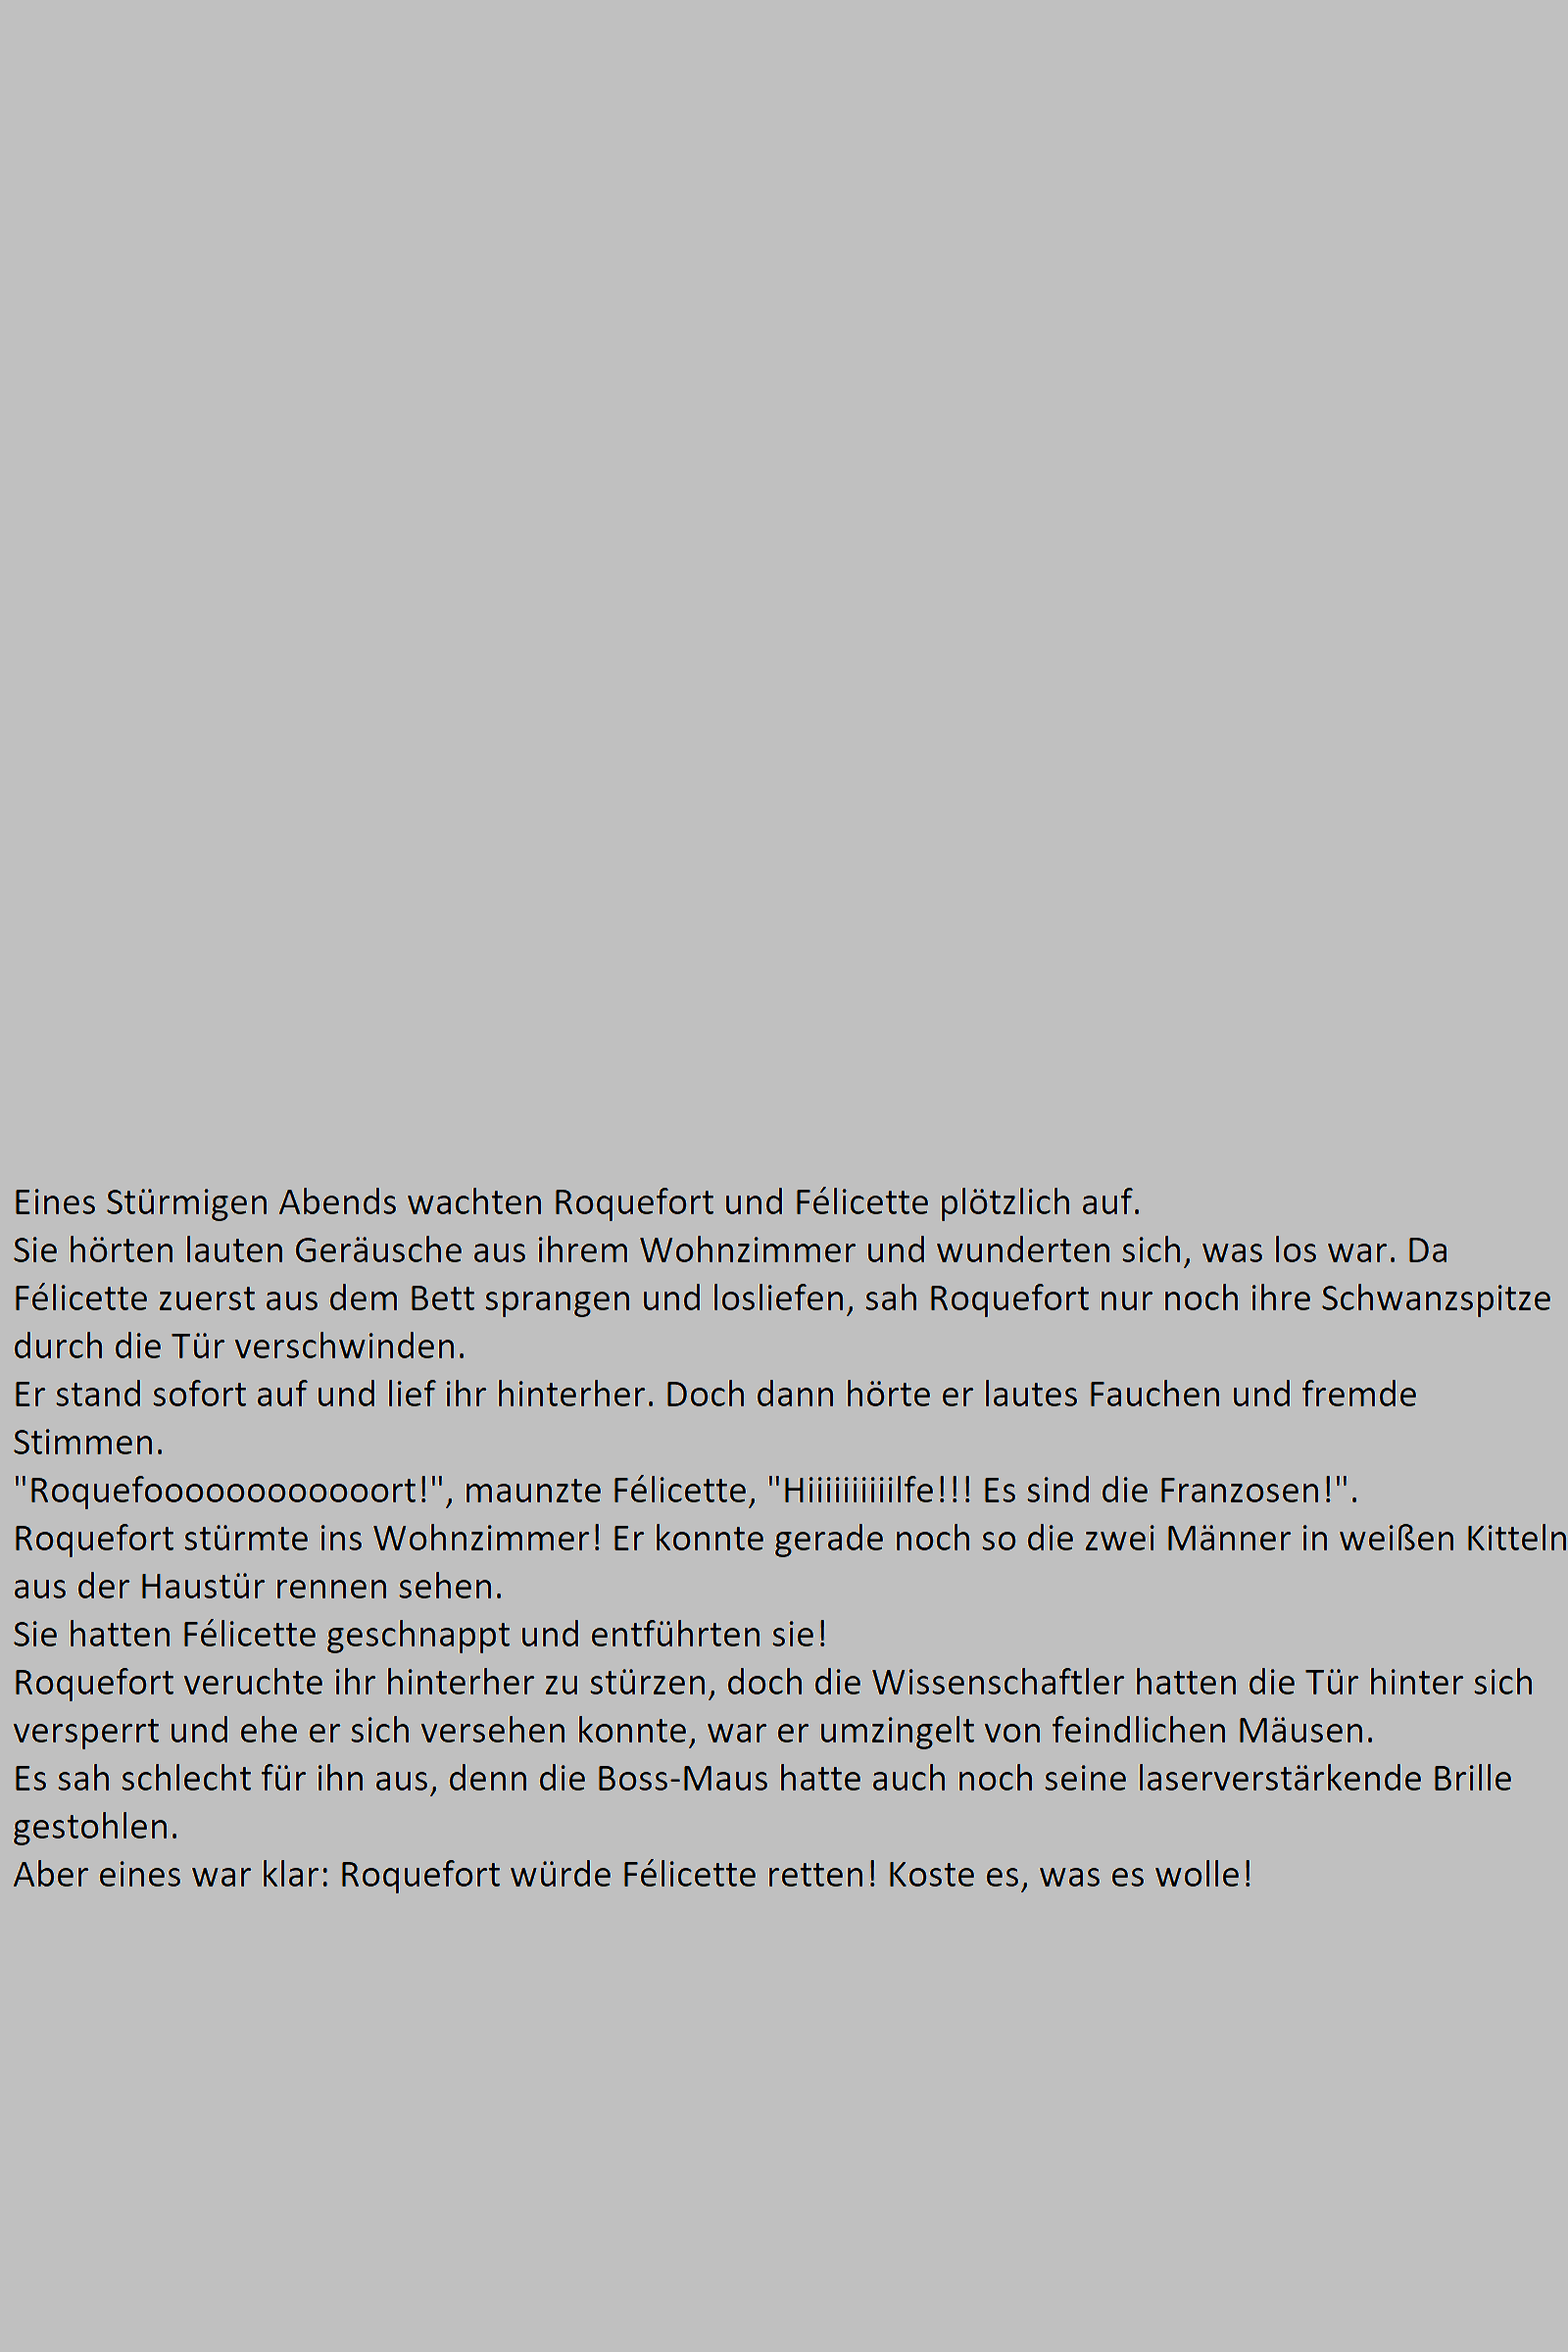 Eines Stürmigen Abends wachten Roquefort und Félicette plötzlich auf.
Sie hörten lauten Geräusche aus ihrem Wohnzimmer und wunderten sich, was los war. Da
Félicette zuerst aus dem Bett sprangen und losliefen, sah Roquefort nur noch ihre Schwanzspitze
durch die Tür verschwinden.
Er stand sofort auf und lief ihr hinterher. Doch dann hörte er lautes Fauchen und fremde
Stimmen.
"Roquefoooooooooooort!", maunzte Félicette, "Hiiiiiiiiiilfe!!! Es sind die Franzosen!".
Roquefort stürmte ins Wohnzimmer! Er konnte gerade noch so die zwei Männer in weißen Kitteln
aus der Haustür rennen sehen.
Sie hatten Félicette geschnappt und entführten sie!
Roquefort veruchte ihr hinterher zu stürzen, doch die Wissenschaftler hatten die Tür hinter sich
versperrt und ehe er sich versehen konnte, war er umzingelt von feindlichen Mäusen.
Es sah schlecht für ihn aus, denn die Boss-Maus hatte auch noch seine laserverstärkende Brille
gestohlen.
Aber eines war klar: Roquefort würde Félicette retten! Koste es, was es wolle!